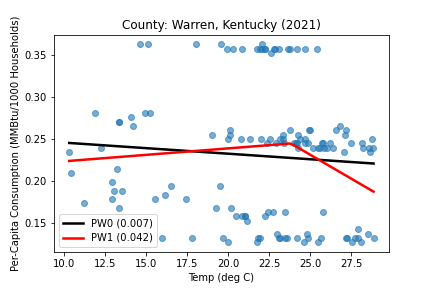 County: Warren, Kentucky (2021)
Per-Capita Consumption (MMBtu/1000 Households)
0.35
0.30
0.25
0.20
0.15
PW0 (0.007)
PW1 (0.042)
10.0 12.5 15.0 17.5 20.0 22.5 25.0 27.5
Temp (deg C)